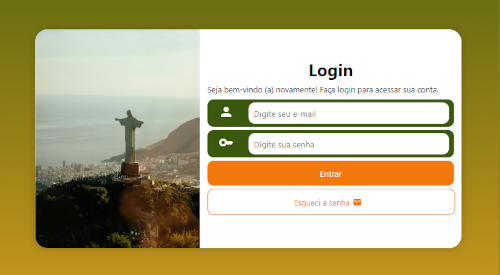 Login
Seja bem-vindo (a) novamente! Faça login para acessar sua conta.
Digite seu e-mail
Digite sua senha
Entrar
Esqueci a senha